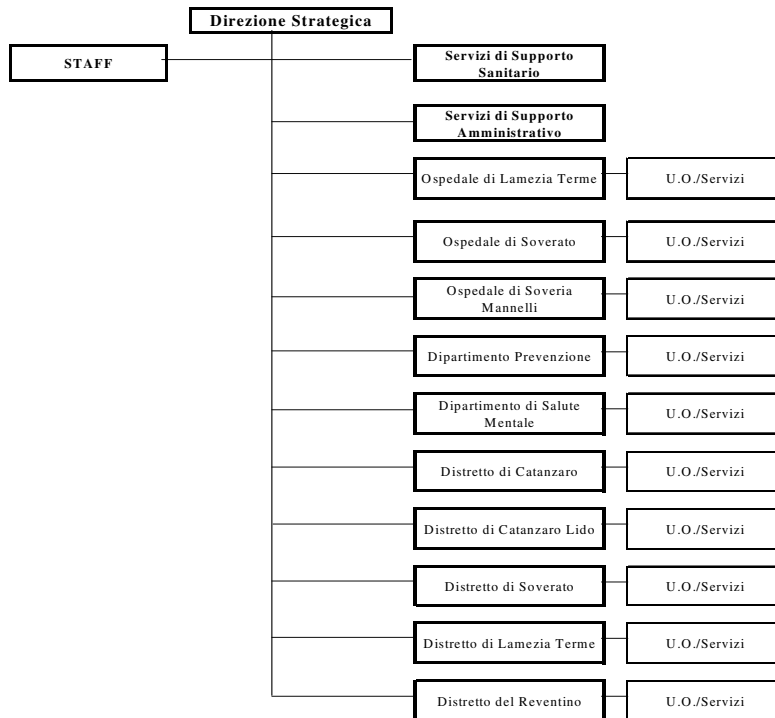 Direzione Strategica
STAFF
Servizi di Supporto
Sanitario
Servizi di Supporto
Amministrativo
Ospedale di Lamezia Terme
U.O./Servizi
Ospedale di Soverato
U.O./Servizi
Ospedale di Soveria
Mannelli
U.O./Servizi
Dipartimento Prevenzione
U.O./Servizi
Dipartimento di Salute
Mentale
U.O./Servizi
Distretto di Catanzaro
U.O./Servizi
Distretto di Catanzaro Lido
U.O./Servizi
Distretto di Soverato
U.O./Servizi
Distretto di Lamezia Terme
U.O./Servizi
Distretto del Reventino
U.O./Servizi